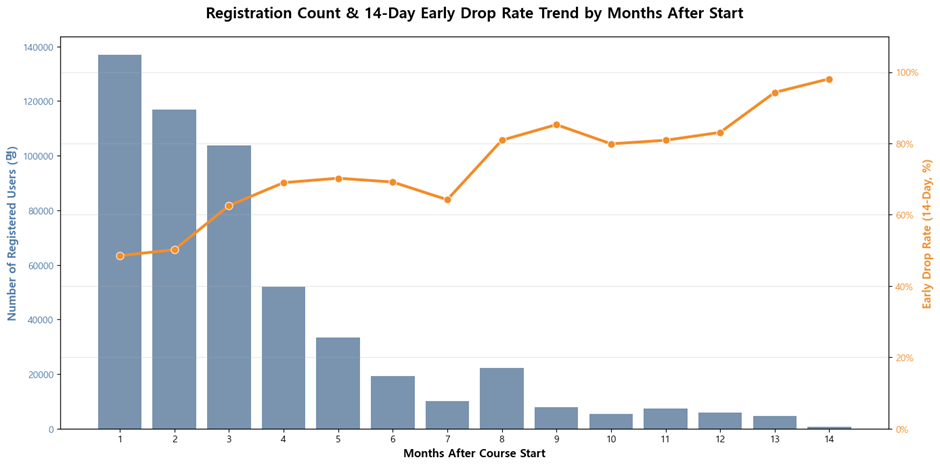 Registration Count & 14-Day Early Drop Rate Trend by Months After Start
Number of Registered Users (명)
140000
120000
100000
80000
60000
40000
20000
0
100%
80%
60%
40%
20%
0%
Early Drop Rate (14-Day, %)
1 2 3 4 5 6 7 8 9 10 11 12 13 14
Months After Course Start